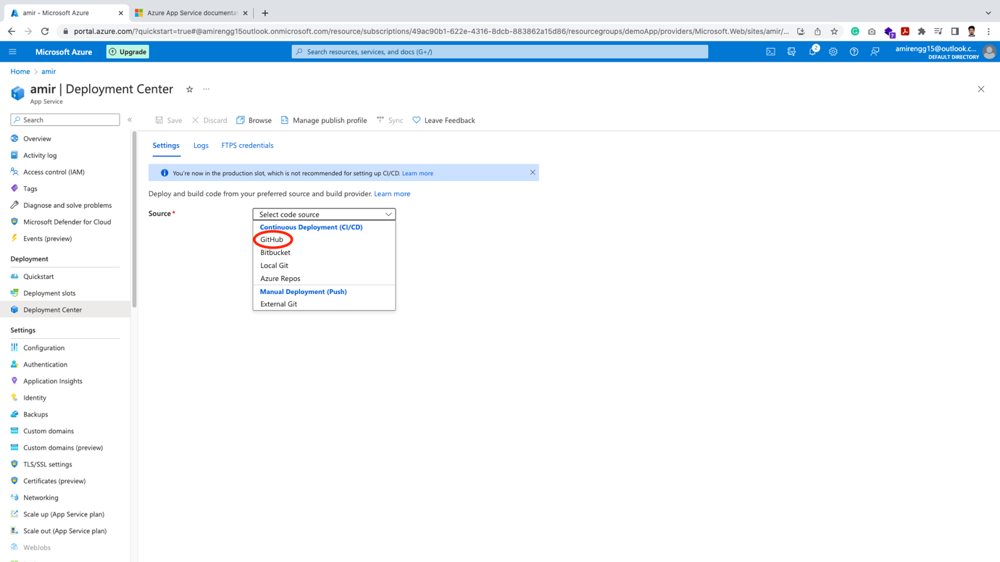 amir - Microsoft Azure
Azure App Service documentat
portal.azure.com/?quickstart=true#@amirengg15outlook.onmicrosoft.com/resource/subscriptions/49ac90b1-622e-4316-8dcb-883862a15d86/resourcegroups/demoApp/providers/Microsoft.Web/sites/amir/...
7
Microsoft Azure
Upgrade
Search resources, services, and docs (G+/)
2
amirengg15@outlook.c...
DEFAULT DIRECTORY
Home > amir
amir | Deployment Center
App Service
Search
Save
Discard
Browse
Manage publish profile
Sync
Leave Feedback
Overview
Activity log
Access control (IAM)
Tags
Diagnose and solve problems
Microsoft Defender for Cloud
Events (preview)
Deployment
Quickstart
Deployment slots
Deployment Center
Settings
Configuration
Authentication
Application Insights
Identity
Backups
Custom domains
Custom domains (preview)
TLS/SSL settings
Certificates (preview)
Networking
Scale up (App Service plan)
Scale out (App Service plan)
WebJobs
Settings
Logs
FTPS credentials
You're now in the production slot, which is not recommended for setting up CI/CD. Learn more
Deploy and build code from your preferred source and build provider. Learn more
Source*
Select code source
Continuous Deployment (CI/CD)
GitHub
Bitbucket
Local Git
Azure Repos
Manual Deployment (Push)
External Git